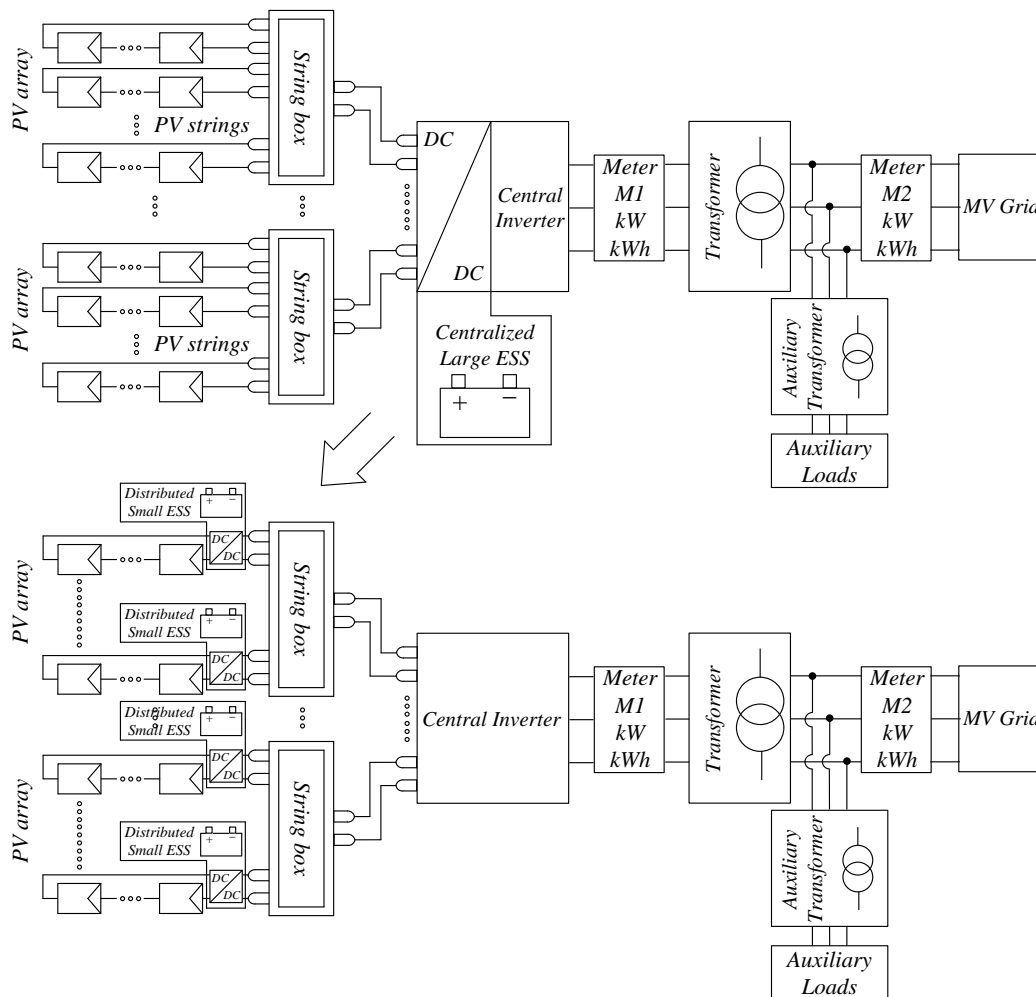 PV array
String box
PV strings
DC
DC
Central
Inverter
Meter
M1
kW
kWh
Transformer
Meter
M2
kW
kWh
MV Grid
PV array
String box
PV strings
Centralized
Large ESS
+ −
Auxiliary
Transformer
Auxiliary
Loads
Distributed
Small ESS
+ −
DC
DC
PV array
String box
Distributed
Small ESS
+ −
DC
DC
Central Inverter
Meter
M1
kW
kWh
Transformer
Meter
M2
kW
kWh
MV Grid
Distributed
Small ESS
+ −
DC
DC
PV array
String box
Distributed
Small ESS
+ −
DC
DC
Auxiliary
Transformer
Auxiliary
Loads